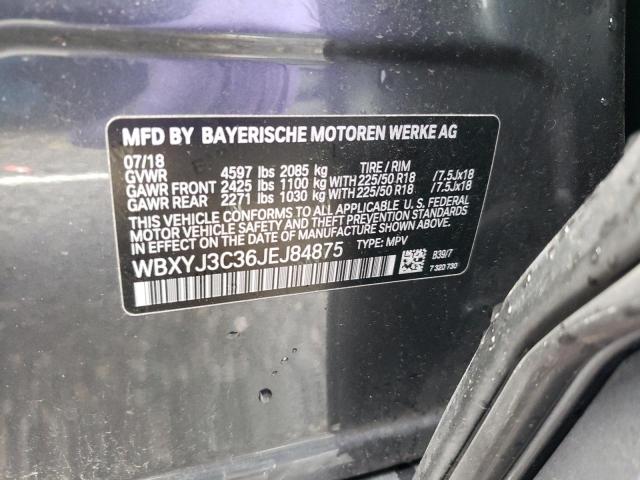 MFD BY BAYERISCHE MOTOREN WERKE AG
07/18 TIRE / RIM
GVWR 4597 lbs 2085 kg
GAWR FRONT 2425 lbs 1100 kg WITH 225/50 R18 /7.5Jx18
GAWR REAR 2271 lbs 1030 kg WITH 225/50 R18 /7.5Jx18
THIS VEHICLE CONFORMS TO ALL APPLICABLE U. S. FEDERAL
MOTOR VEHICLE SAFETY AND THEFT PREVENTION STANDARDS
IN EFFECT ON THE DATE OF MANUFACTURE SHOWN ABOVE.
WBXYJ3C36JEJ84875 TYPE: MPV
B39/7
7 320 730